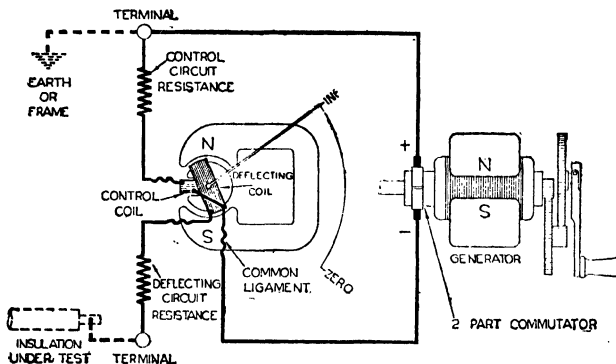 TERMINAL
EARTH
OR
FRAME
CONTROL
CIRCUIT
RESISTANCE
INF
N
DEFLECTING
COIL
CONTROL
COIL
S
COMMON
LIGAMENT.
ZERO
DEFLECTING
CIRCUIT
RESISTANCE
INSULATION
UNDER TEST
TERMINAL
+
−
N
S
GENERATOR
2 PART COMMUTATOR